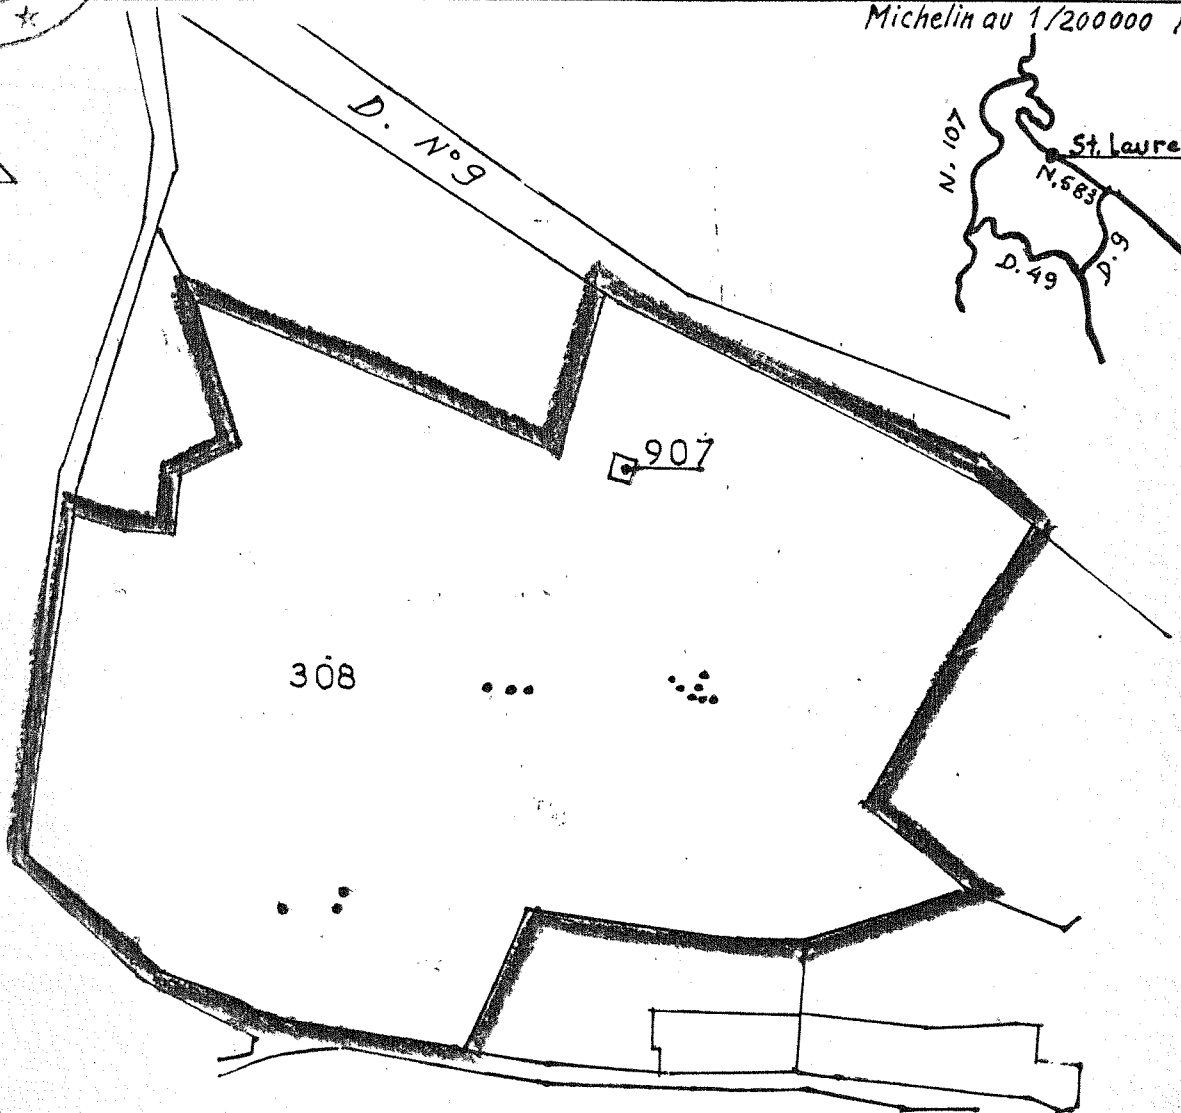 Michelin au 1/200000
D. N° 9
N. 107
St. Laure
N. 583
D. 49
D. 9
907
308